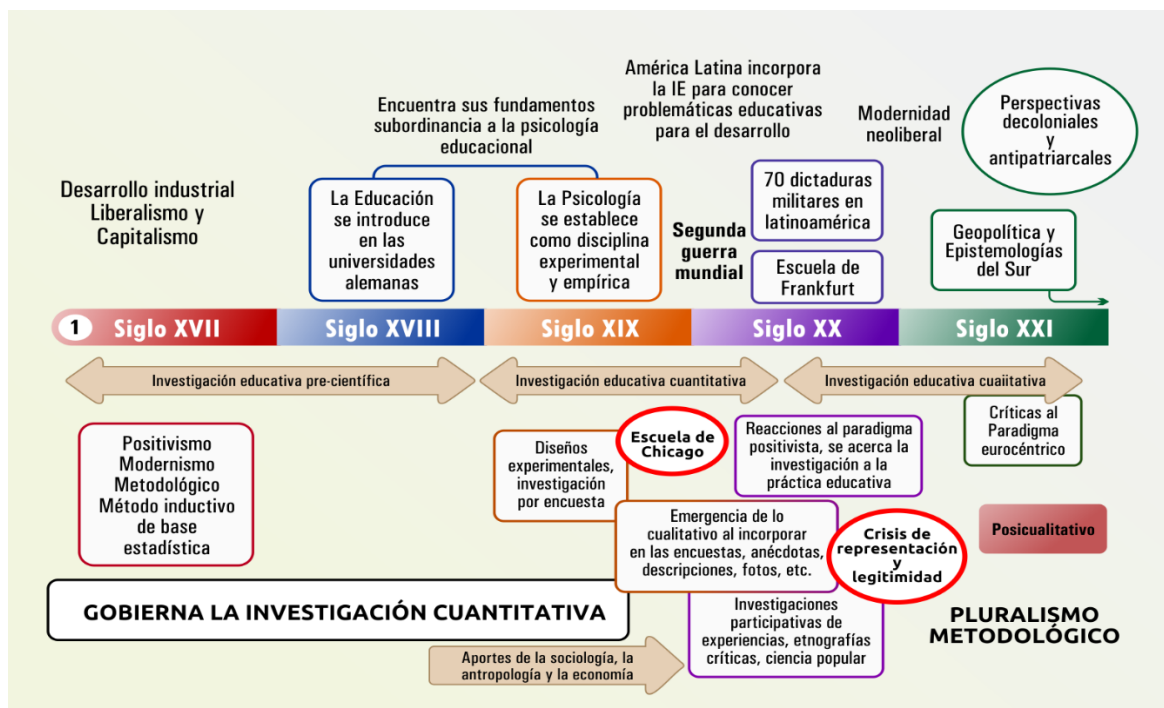 América Latina incorpora
la IE para conocer
problemáticas educativas
para el desarrollo
Encuentra sus fundamentos
subordinancia a la psicología
educacional
Modernidad
neoliberal
Perspectivas
decoloniales
y
antipatriarcales
Desarrollo industrial
Liberalismo y
Capitalismo
La Educación
se introduce
en las
universidades
alemanas
La Psicología
se establece
como disciplina
experimental
y empírica
Segunda
guerra
mundial
70 dictaduras
militares en
latinoamérica
Escuela de
Frankfurt
Geopolítica y
Epistemologías
del Sur
1
Siglo XVII
Siglo XVIII
Siglo XIX
Siglo XX
Siglo XXI
Investigación educativa pre-científica
Investigación educativa cuantitativa
Investigación educativa cuaiitativa
Positivismo
Modernismo
Metodológico
Método inductivo
de base
estadística
Diseños
experimentales,
investigación
por encuesta
Escuela de
Chicago
Reacciones al paradigma
positivista, se acerca la
investigación a la
práctica educativa
Críticas al
Paradigma
eurocéntrico
Emergencia de lo
cualitativo al incorporar
en las encuestas, anécdotas,
descripciones, fotos, etc.
Crisis de
representación
y
legitimidad
Posicualitativo
GOBIERNA LA INVESTIGACIÓN CUANTITATIVA
Investigaciones
participativas de
experiencias, etnografías
críticas, ciencia popular
PLURALISMO
METODOLÓGICO
Aportes de la sociología, la
antropología y la economía